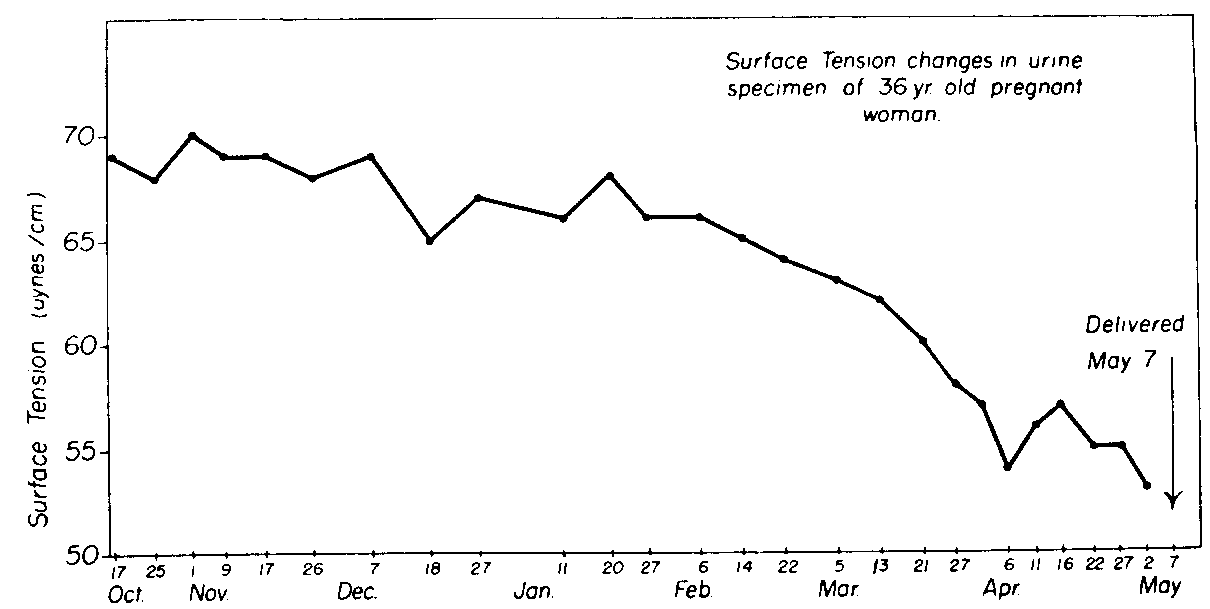 Surface Tension changes in urine
specimen of 36 yr. old pregnant
woman.
70
65
60
55
50
Surface Tension (uynes/cm)
Delivered
May 7
17 25 1 9 17 26 7 18 27 11 20 27 6 14 22 5 13 21 27 6 11 16 22 27 2 7
Oct. Nov. Dec. Jan. Feb. Mar. Apr. May